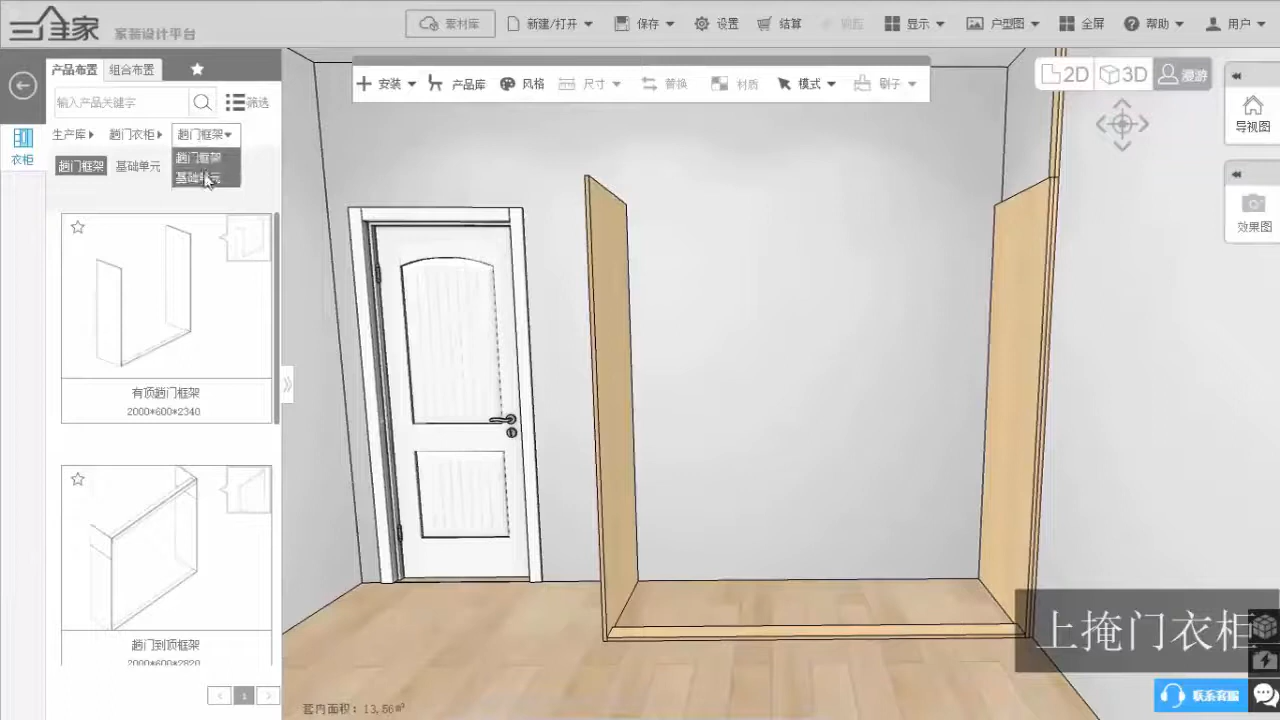 三维家 家装设计平台
素材库 新建/打开 保存 设置 结算 显示 户型图 全屏 帮助 用户
产品布置 组合布置
安装 产品库 风格 尺寸 替换 材质 模式 刷子
2D 3D 漫游
输入产品关键字 筛选
导视图
生产库 趟门衣柜 趟门框架
衣柜
趟门框架 基础单元
趟门框架
基础单元
效果图
有顶趟门框架
2000*600*2340
上掩门衣柜
趟门到顶框架
2000*600*2820
1
联系客服
套内面积：13.56m²